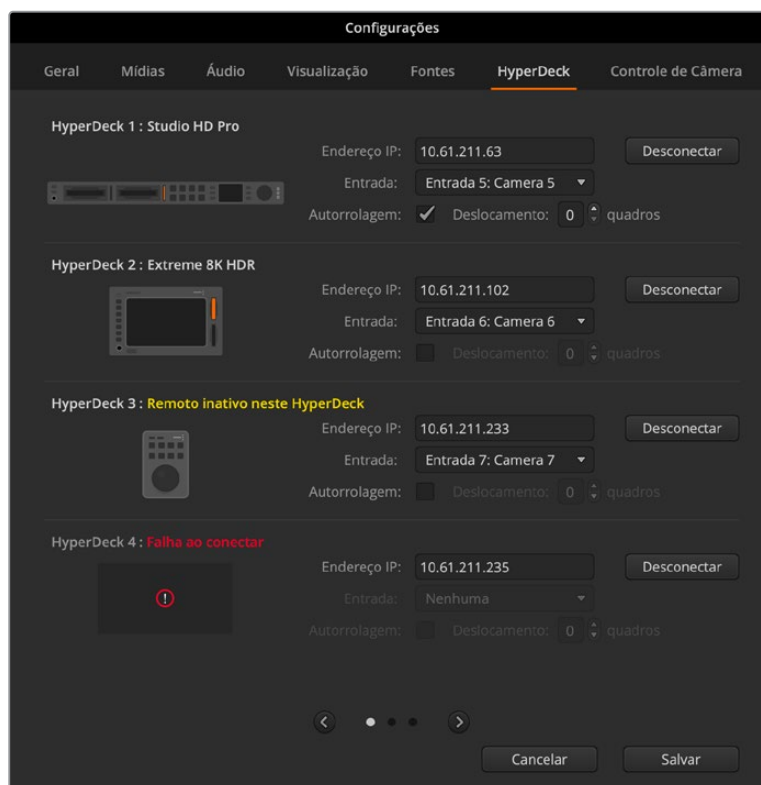 Configurações
Geral Mídias Áudio Visualização Fontes HyperDeck Controle de Câmera
HyperDeck 1 : Studio HD Pro
Endereço IP: 10.61.211.63 Desconectar
Entrada: Entrada 5: Camera 5
Autorrolagem: Deslocamento: 0 quadros
HyperDeck 2 : Extreme 8K HDR
Endereço IP: 10.61.211.102 Desconectar
Entrada: Entrada 6: Camera 6
Autorrolagem: Deslocamento: 0 quadros
HyperDeck 3 : Remoto inativo neste HyperDeck
Endereço IP: 10.61.211.233 Desconectar
Entrada: Entrada 7: Camera 7
Autorrolagem: Deslocamento: 0 quadros
HyperDeck 4 : Falha ao conectar
Endereço IP: 10.61.211.235 Desconectar
Entrada: Nenhuma
Autorrolagem: Deslocamento: 0 quadros
Cancelar Salvar